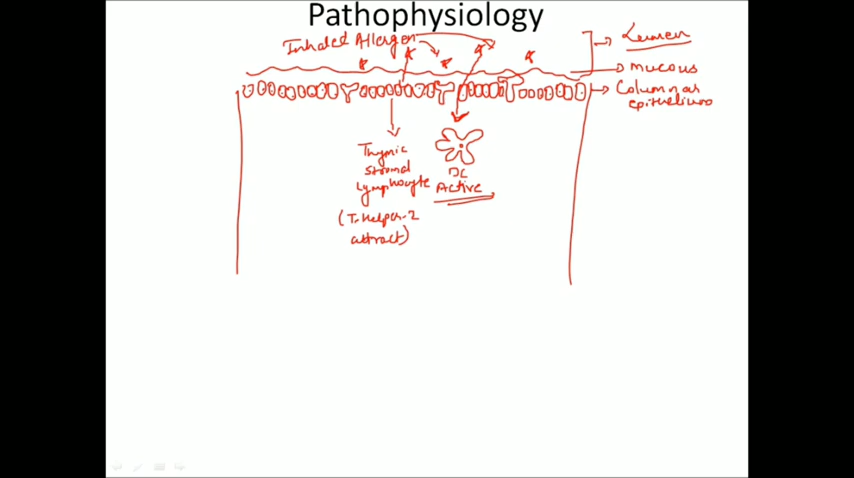 Pathophysiology
Inhaled Allergen
Lumen
mucous
Columnar
epithelium
Thymic
stromal
Lymphocyte
(T-Helper-2
attract)
DC
Active